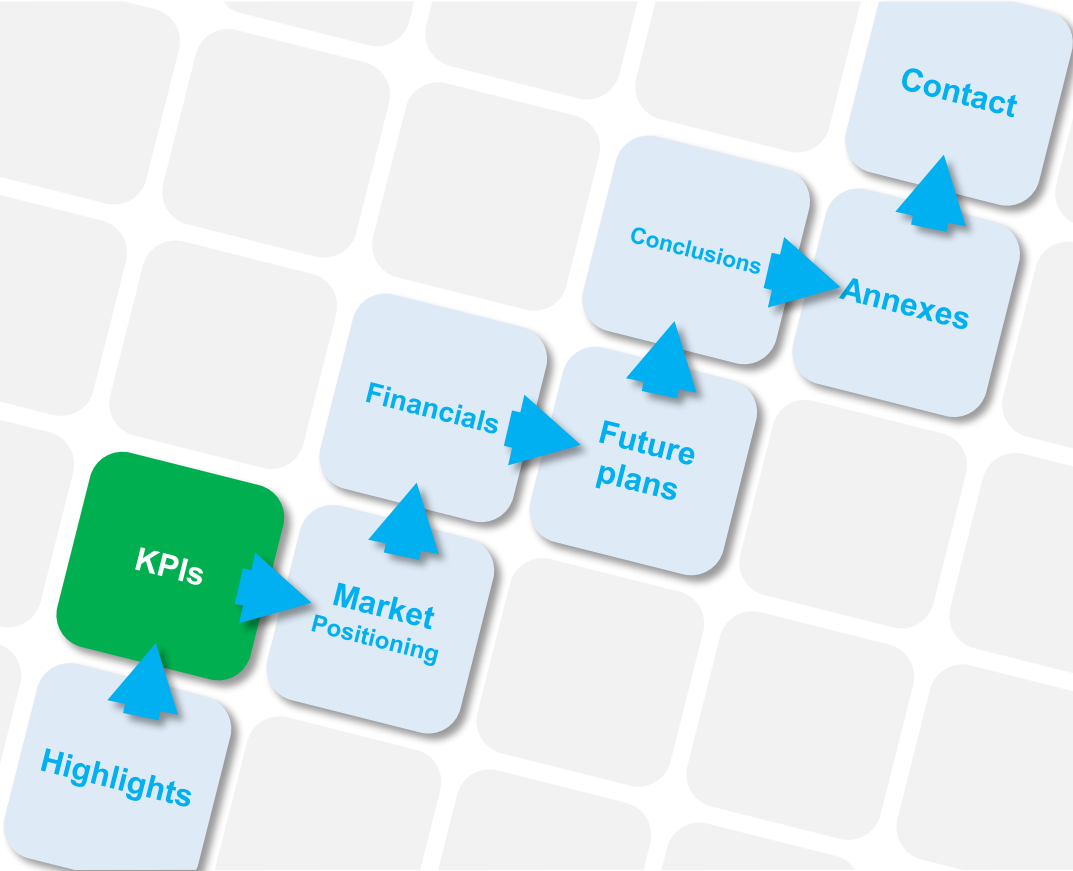 Contact
Conclusions
Annexes
Financials
Future
plans
KPIs
Market
Positioning
Highlights